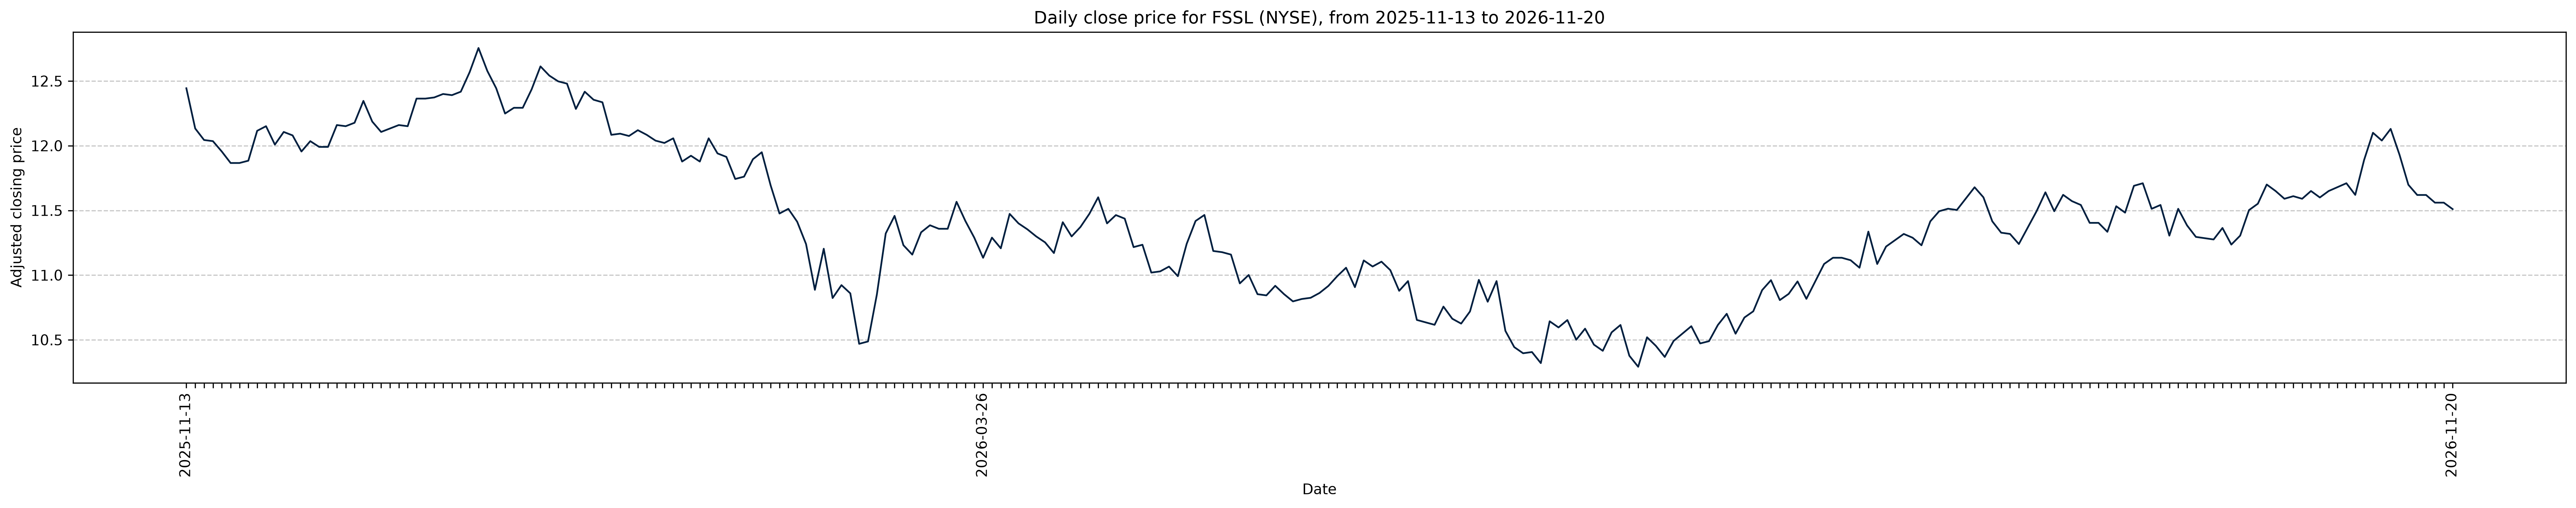 Daily close price for FSSL (NYSE), from 2025-11-13 to 2026-11-20
Adjusted closing price
12.5
12.0
11.5
11.0
10.5
2025-11-13
2026-03-26
2026-11-20
Date